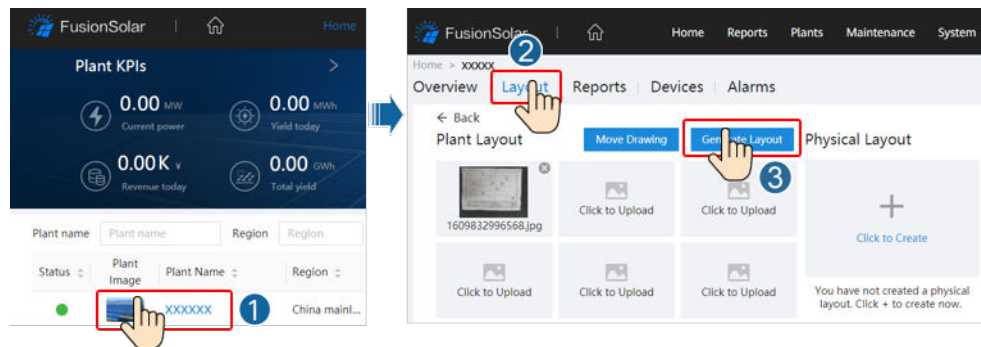 FusionSolar
Home
Plant KPIs >
0.00 MW
Current power
0.00 MWh
Yield today
0.00K ¥
Revenue today
0.00 GWh
Total yield
Plant name Plant name Region Region
Status Plant Image Plant Name Region
XXXXXX 1 China mainl...
2
FusionSolar Home Reports Plants Maintenance System
Home > XXXXX
Overview Layout Reports Devices Alarms
← Back
Plant Layout Move Drawing Generate Layout Physical Layout
3
1609832996568.jpg Click to Upload Click to Upload
+
Click to Create
Click to Upload Click to Upload Click to Upload
You have not created a physical
layout. Click + to create now.